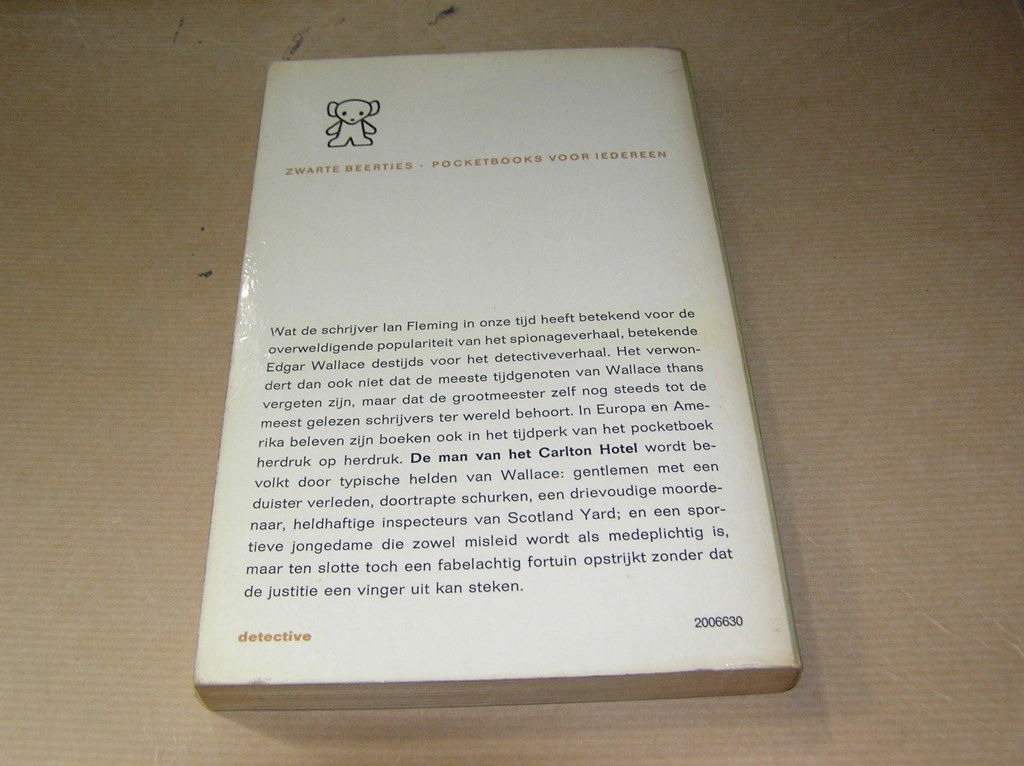 ZWARTE BEERTJES - POCKETBOOKS VOOR IEDEREEN
Wat de schrijver Ian Fleming in onze tijd heeft betekend voor de
overweldigende populariteit van het spionageverhaal, betekende
Edgar Wallace destijds voor het detectiveverhaal. Het verwon-
dert dan ook niet dat de meeste tijdgenoten van Wallace thans
vergeten zijn, maar dat de grootmeester zelf nog steeds tot de
meest gelezen schrijvers ter wereld behoort. In Europa en Ame-
rika beleven zijn boeken ook in het tijdperk van het pocketboek
herdruk op herdruk. De man van het Carlton Hotel wordt be-
volkt door typische helden van Wallace: gentlemen met een
duister verleden, doortrapte schurken, een drievoudige moorde-
naar, heldhaftige inspecteurs van Scotland Yard; en een spor-
tieve jongedame die zowel misleid wordt als medeplichtig is,
maar ten slotte toch een fabelachtig fortuin opstrijkt zonder dat
de justitie een vinger uit kan steken.
detective
2006630